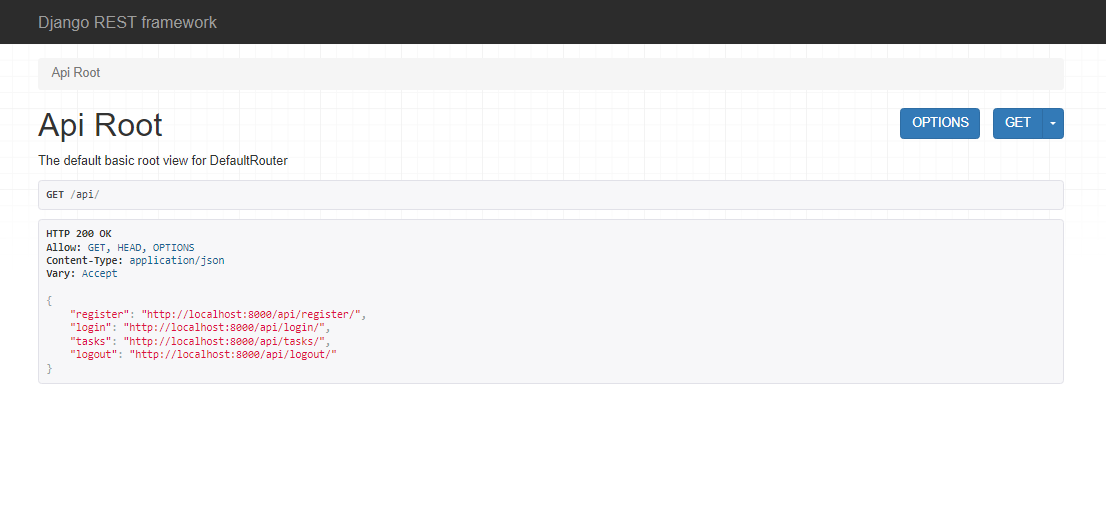 Django REST framework
Api Root
Api Root
OPTIONS
GET
The default basic root view for DefaultRouter
GET /api/
HTTP 200 OK
Allow: GET, HEAD, OPTIONS
Content-Type: application/json
Vary: Accept
{
    "register": "http://localhost:8000/api/register/",
    "login": "http://localhost:8000/api/login/",
    "tasks": "http://localhost:8000/api/tasks/",
    "logout": "http://localhost:8000/api/logout/"
}